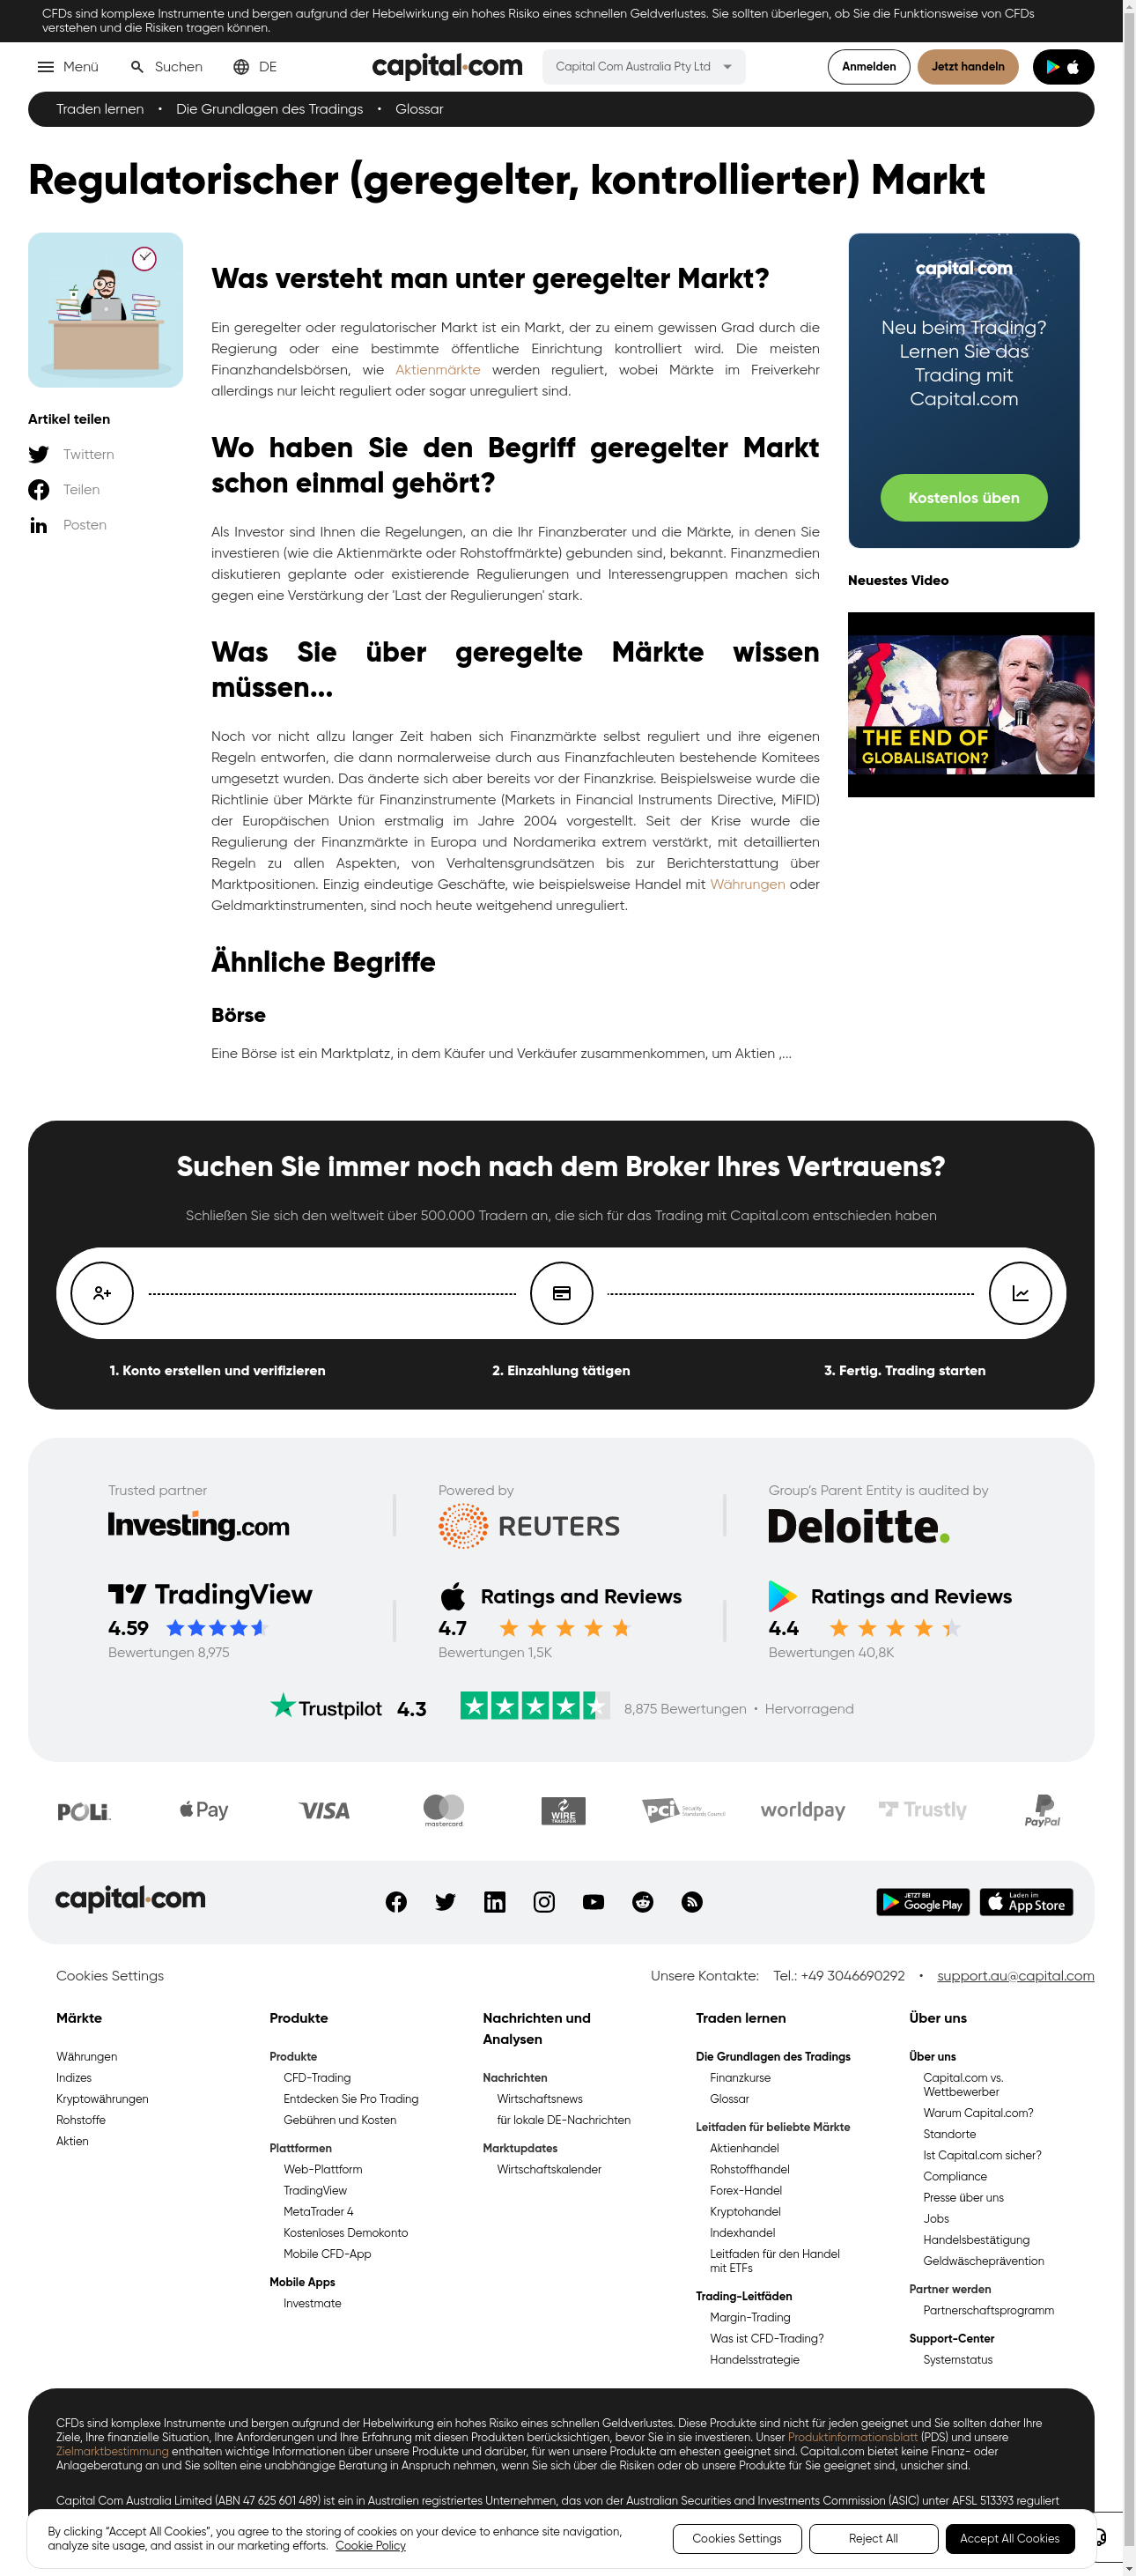 CFDs sind komplexe Instrumente und bergen aufgrund der Hebelwirkung ein hohes Risiko eines schnellen Geldverlustes. Sie sollten überlegen, ob Sie die Funktionsweise von CFDs
verstehen und die Risiken tragen können.
Menü
Suchen
DE
capital.com
Capital Com Australia Pty Ltd
Anmelden
Jetzt handeln
Traden lernen • Die Grundlagen des Tradings • Glossar
Regulatorischer (geregelter, kontrollierter) Markt
Artikel teilen
Twittern
Teilen
Posten
Was versteht man unter geregelter Markt?
Ein geregelter oder regulatorischer Markt ist ein Markt, der zu einem gewissen Grad durch die
Regierung oder eine bestimmte öffentliche Einrichtung kontrolliert wird. Die meisten
Finanzhandelsbörsen, wie Aktienmärkte werden reguliert, wobei Märkte im Freiverkehr
allerdings nur leicht reguliert oder sogar unreguliert sind.
Wo haben Sie den Begriff geregelter Markt
schon einmal gehört?
Als Investor sind Ihnen die Regelungen, an die Ihr Finanzberater und die Märkte, in denen Sie
investieren (wie die Aktienmärkte oder Rohstoffmärkte) gebunden sind, bekannt. Finanzmedien
diskutieren geplante oder existierende Regulierungen und Interessengruppen machen sich
gegen eine Verstärkung der 'Last der Regulierungen' stark.
Was Sie über geregelte Märkte wissen
müssen...
Noch vor nicht allzu langer Zeit haben sich Finanzmärkte selbst reguliert und ihre eigenen
Regeln entworfen, die dann normalerweise durch aus Finanzfachleuten bestehende Komitees
umgesetzt wurden. Das änderte sich aber bereits vor der Finanzkrise. Beispielsweise wurde die
Richtlinie über Märkte für Finanzinstrumente (Markets in Financial Instruments Directive, MiFID)
der Europäischen Union erstmalig im Jahre 2004 vorgestellt. Seit der Krise wurde die
Regulierung der Finanzmärkte in Europa und Nordamerika extrem verstärkt, mit detaillierten
Regeln zu allen Aspekten, von Verhaltensgrundsätzen bis zur Berichterstattung über
Marktpositionen. Einzig eindeutige Geschäfte, wie beispielsweise Handel mit Währungen oder
Geldmarktinstrumenten, sind noch heute weitgehend unreguliert.
Ähnliche Begriffe
Börse
Eine Börse ist ein Marktplatz, in dem Käufer und Verkäufer zusammenkommen, um Aktien ,...
capital.com
Neu beim Trading?
Lernen Sie das
Trading mit
Capital.com
Kostenlos üben
Neuestes Video
THE END OF
GLOBALISATION?
Suchen Sie immer noch nach dem Broker Ihres Vertrauens?
Schließen Sie sich den weltweit über 500.000 Tradern an, die sich für das Trading mit Capital.com entschieden haben
1. Konto erstellen und verifizieren
2. Einzahlung tätigen
3. Fertig. Trading starten
Trusted partner
Investing.com
Powered by
REUTERS
Group's Parent Entity is audited by
Deloitte.
TradingView
4.59
Bewertungen 8,975
Ratings and Reviews
4.7
Bewertungen 1,5K
Ratings and Reviews
4.4
Bewertungen 40,8K
Trustpilot 4.3
8,875 Bewertungen • Hervorragend
POLi
Pay
VISA
mastercard
WIRE
TRANSFER
PCI Security
Standards Council
worldpay
Trustly
PayPal
capital.com
JETZT BEI
Google Play
Laden im
App Store
Cookies Settings
Unsere Kontakte: Tel.: +49 3046690292 • support.au@capital.com
Märkte
Währungen
Indizes
Kryptowährungen
Rohstoffe
Aktien
Produkte
Produkte
CFD-Trading
Entdecken Sie Pro Trading
Gebühren und Kosten
Plattformen
Web-Plattform
TradingView
MetaTrader 4
Kostenloses Demokonto
Mobile CFD-App
Mobile Apps
Investmate
Nachrichten und
Analysen
Nachrichten
Wirtschaftsnews
für lokale DE-Nachrichten
Marktupdates
Wirtschaftskalender
Traden lernen
Die Grundlagen des Tradings
Finanzkurse
Glossar
Leitfaden für beliebte Märkte
Aktienhandel
Rohstoffhandel
Forex-Handel
Kryptohandel
Indexhandel
Leitfaden für den Handel
mit ETFs
Trading-Leitfäden
Margin-Trading
Was ist CFD-Trading?
Handelsstrategie
Über uns
Über uns
Capital.com vs.
Wettbewerber
Warum Capital.com?
Standorte
Ist Capital.com sicher?
Compliance
Presse über uns
Jobs
Handelsbestätigung
Geldwäscheprävention
Partner werden
Partnerschaftsprogramm
Support-Center
Systemstatus
CFDs sind komplexe Instrumente und bergen aufgrund der Hebelwirkung ein hohes Risiko eines schnellen Geldverlustes. Diese Produkte sind nicht für jeden geeignet und Sie sollten daher Ihre
Ziele, Ihre finanzielle Situation, Ihre Anforderungen und Ihre Erfahrung mit diesen Produkten berücksichtigen, bevor Sie in sie investieren. Unser Produktinformationsblatt (PDS) und unsere
Zielmarktbestimmung enthalten wichtige Informationen über unsere Produkte und darüber, für wen unsere Produkte am ehesten geeignet sind. Capital.com bietet keine Finanz- oder
Anlageberatung an und Sie sollten eine unabhängige Beratung in Anspruch nehmen, wenn Sie sich über die Risiken oder ob unsere Produkte für Sie geeignet sind, unsicher sind.
Capital Com Australia Limited (ABN 47 625 601 489) ist ein in Australien registriertes Unternehmen, das von der Australian Securities and Investments Commission (ASIC) unter AFSL 513393 reguliert
By clicking “Accept All Cookies”, you agree to the storing of cookies on your device to enhance site navigation,
analyze site usage, and assist in our marketing efforts. Cookie Policy
Cookies Settings
Reject All
Accept All Cookies